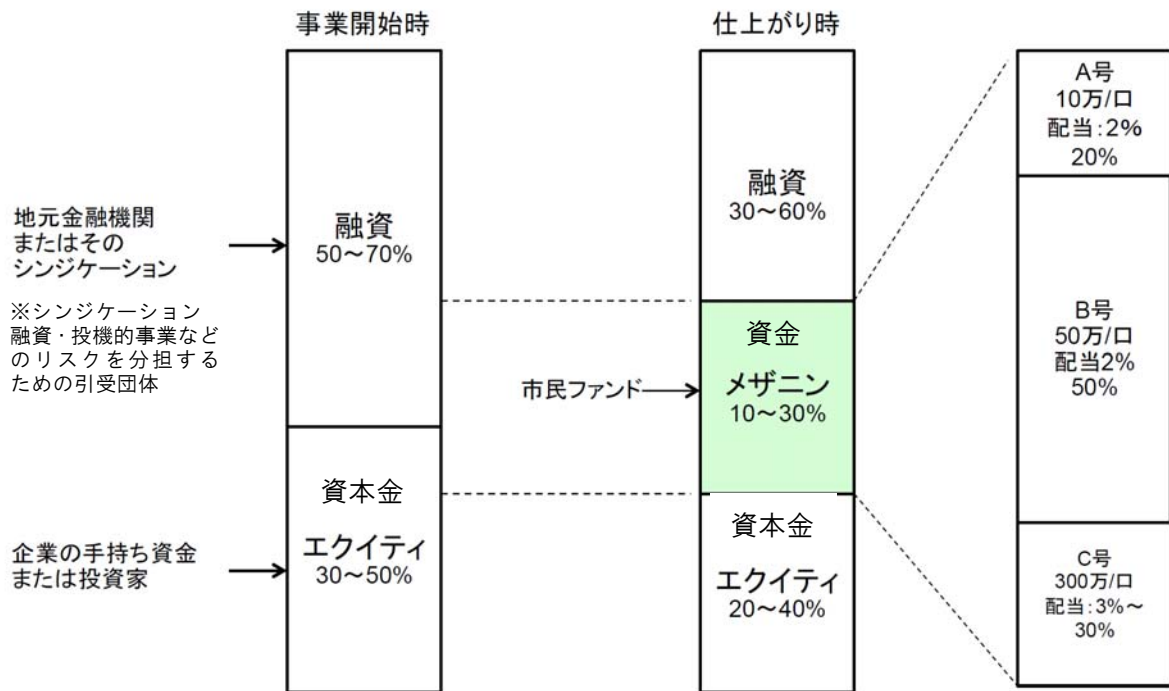 事業開始時
仕上がり時
地元金融機関
またはその
シンジケーション
※シンジケーション
融資・投機的事業など
のリスクを分担する
ための引受団体
企業の手持ち資金
または投資家
融資
50～70%
資本金
エクイティ
30～50%
市民ファンド
融資
30～60%
資金
メザニン
10～30%
資本金
エクイティ
20～40%
A号
10万/口
配当：2%
20%
B号
50万/口
配当2%
50%
C号
300万/口
配当：3%～
30%